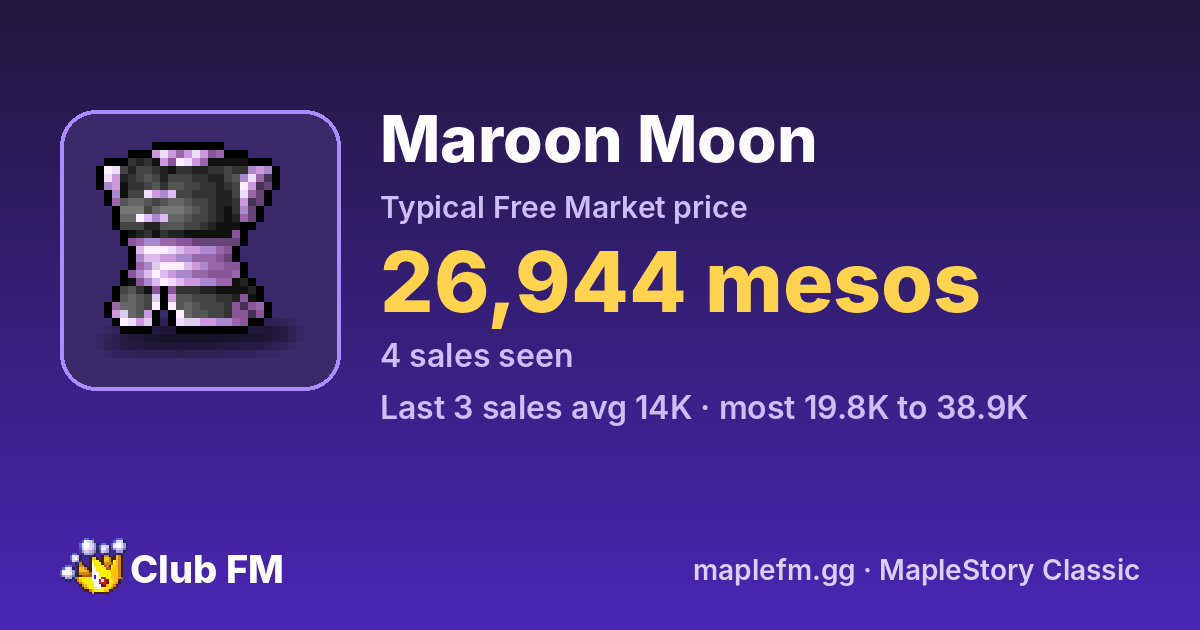 Maroon Moon
Typical Free Market price
26,944 mesos
4 sales seen
Last 3 sales avg 14K · most 19.8K to 38.9K
Club FM
maplefm.gg · MapleStory Classic